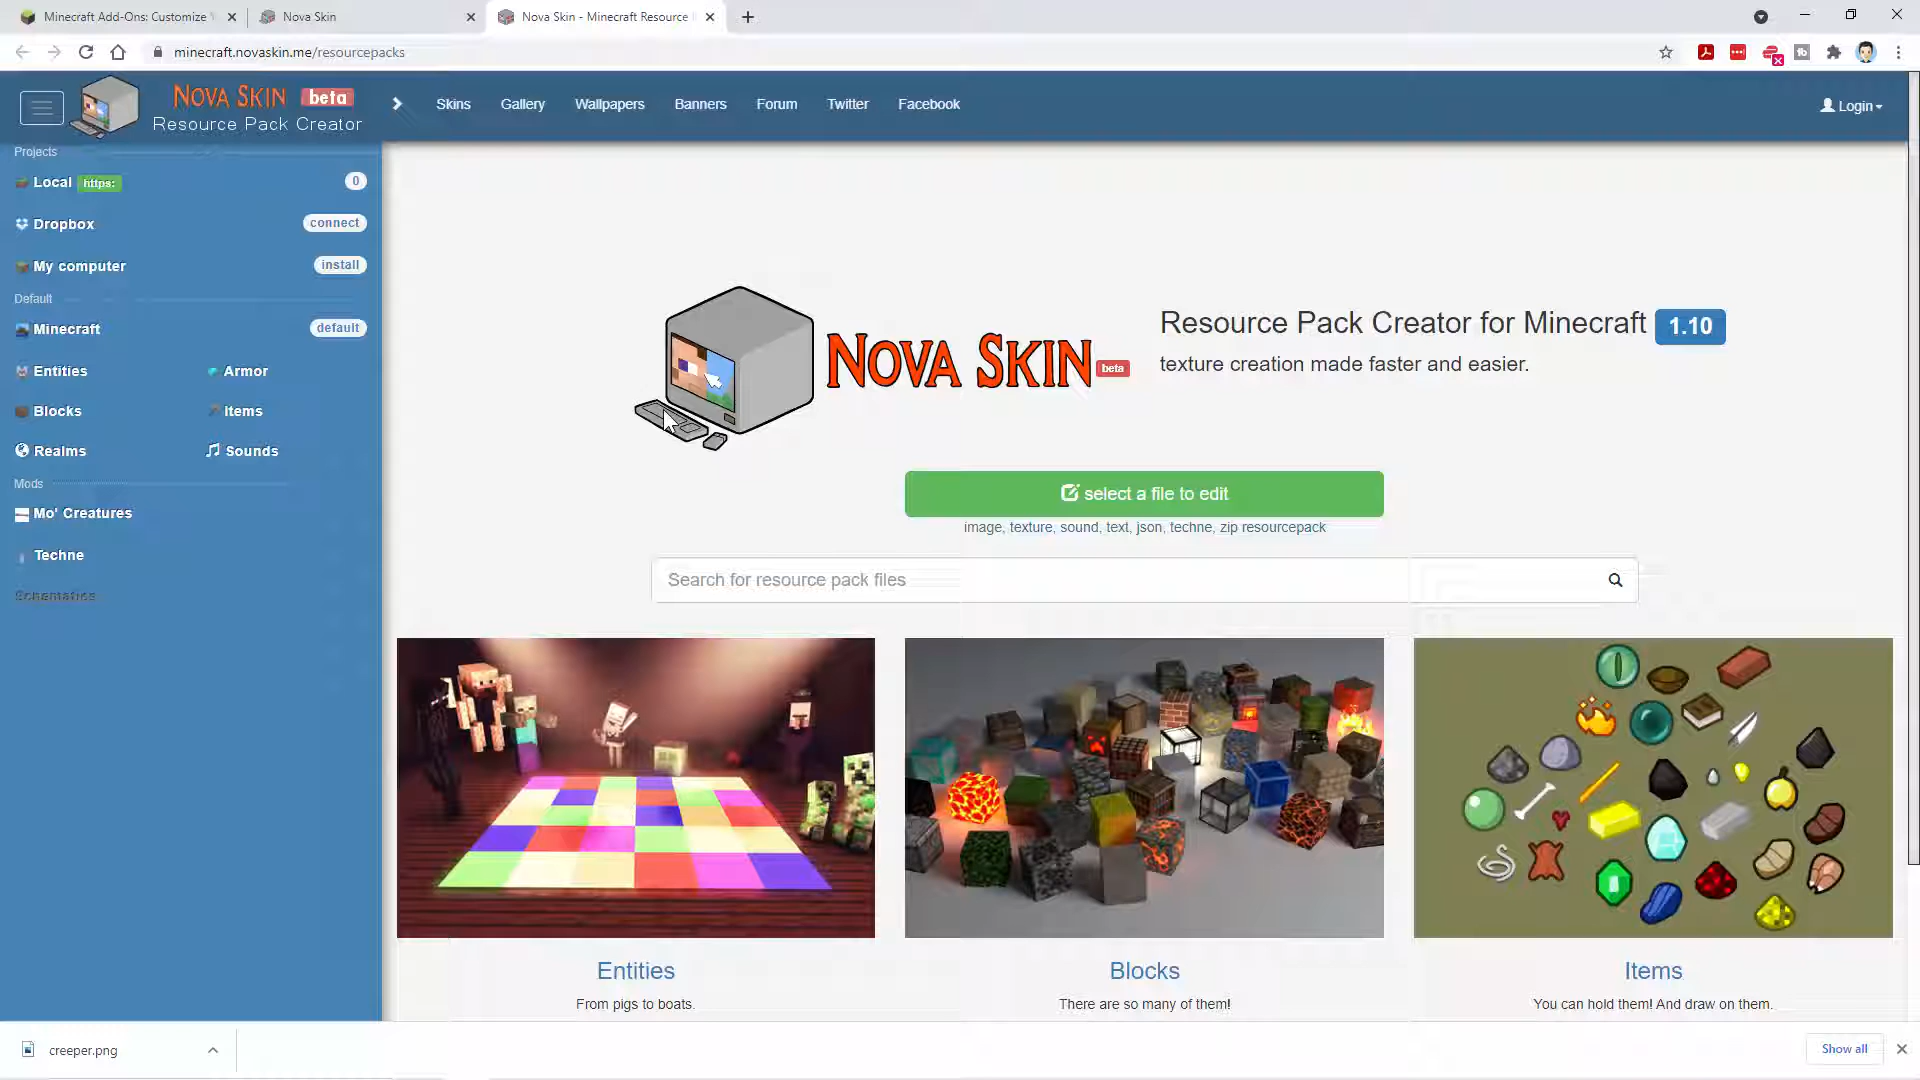 Minecraft Add-Ons: Customize
Nova Skin
Nova Skin - Minecraft Resource
minecraft.novaskin.me/resourcepacks
NOVA SKIN beta
Resource Pack Creator
Skins
Gallery
Wallpapers
Banners
Forum
Twitter
Facebook
Login
Projects
Local https: 0
Dropbox connect
My computer install
Default
Minecraft default
Entities Armor
Blocks Items
Realms Sounds
Mods
Mo' Creatures
Techne
Schematics
NOVA SKIN beta
Resource Pack Creator for Minecraft 1.10
texture creation made faster and easier.
select a file to edit
image, texture, sound, text, json, techne, zip resourcepack
Search for resource pack files
Entities
From pigs to boats.
Blocks
There are so many of them!
Items
You can hold them! And draw on them.
creeper.png
Show all